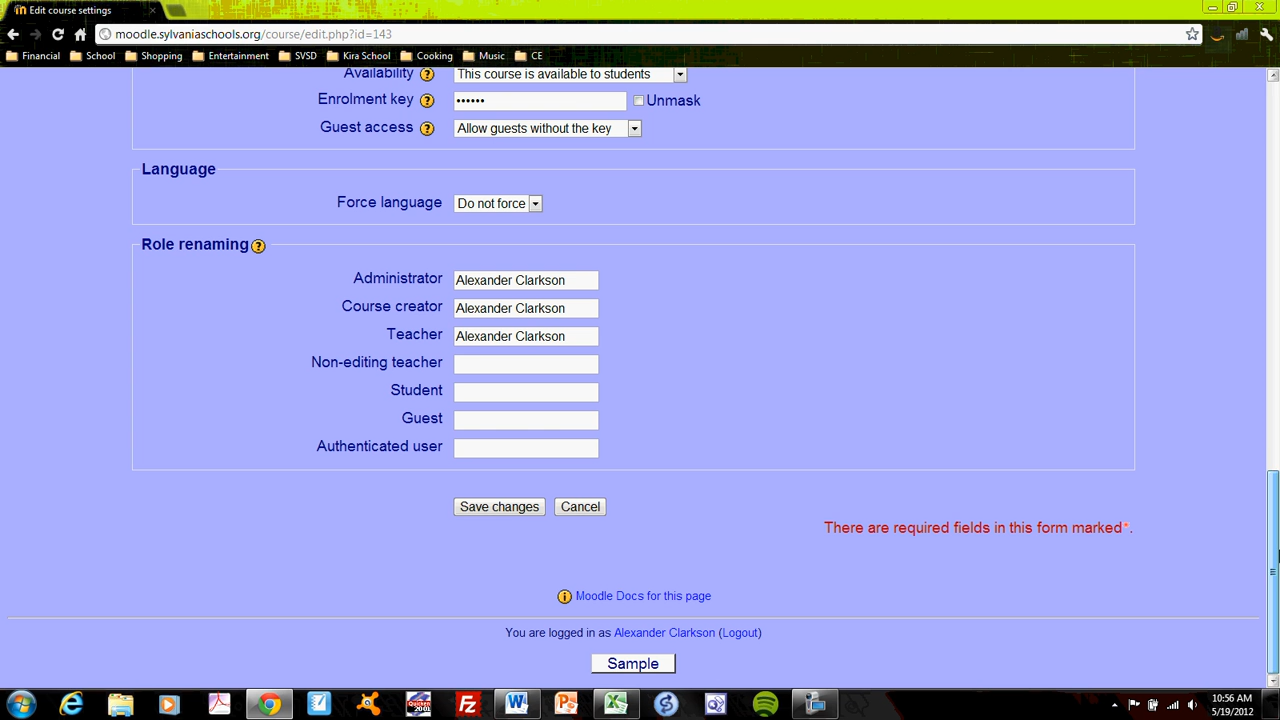 Edit course settings
moodle.sylvaniaschools.org/course/edit.php?id=143
Financial School Shopping Entertainment SVSD Kira School Cooking Music CE
Availability ? This course is available to students
Enrolment key ? •••••• Unmask
Guest access ? Allow guests without the key
Language
Force language Do not force
Role renaming ?
Administrator Alexander Clarkson
Course creator Alexander Clarkson
Teacher Alexander Clarkson
Non-editing teacher
Student
Guest
Authenticated user
Save changes Cancel
There are required fields in this form marked*.
Moodle Docs for this page
You are logged in as Alexander Clarkson (Logout)
Sample
10:56 AM
5/19/2012